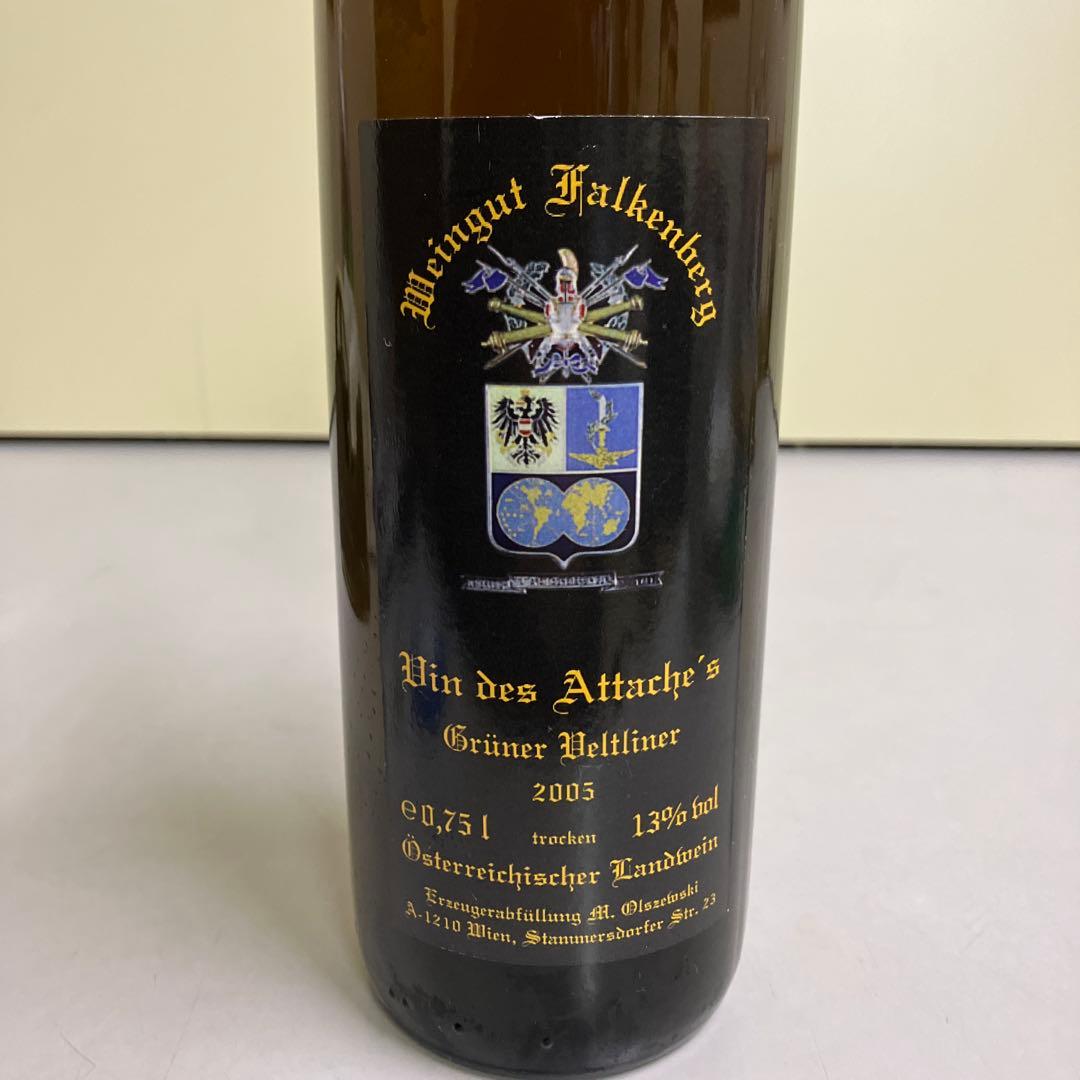 Weingut Falkenberg
Vin des Attache´s
Grüner Veltliner
2005
℮0,75 l trocken 13% vol
Österreichischer Landwein
Erzeugerabfüllung M. Olszewski
A-1210 Wien, Stammersdorfer Str. 23